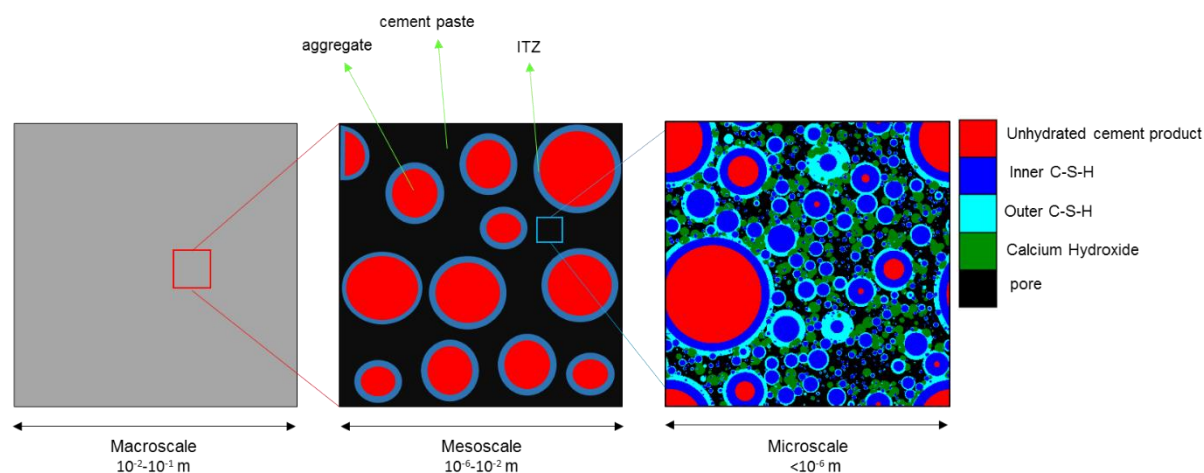 cement paste
aggregate
ITZ
Unhydrated cement product
Inner C-S-H
Outer C-S-H
Calcium Hydroxide
pore
Macroscale
10⁻²-10⁻¹ m
Mesoscale
10⁻⁶-10⁻² m
Microscale
<10⁻⁶ m